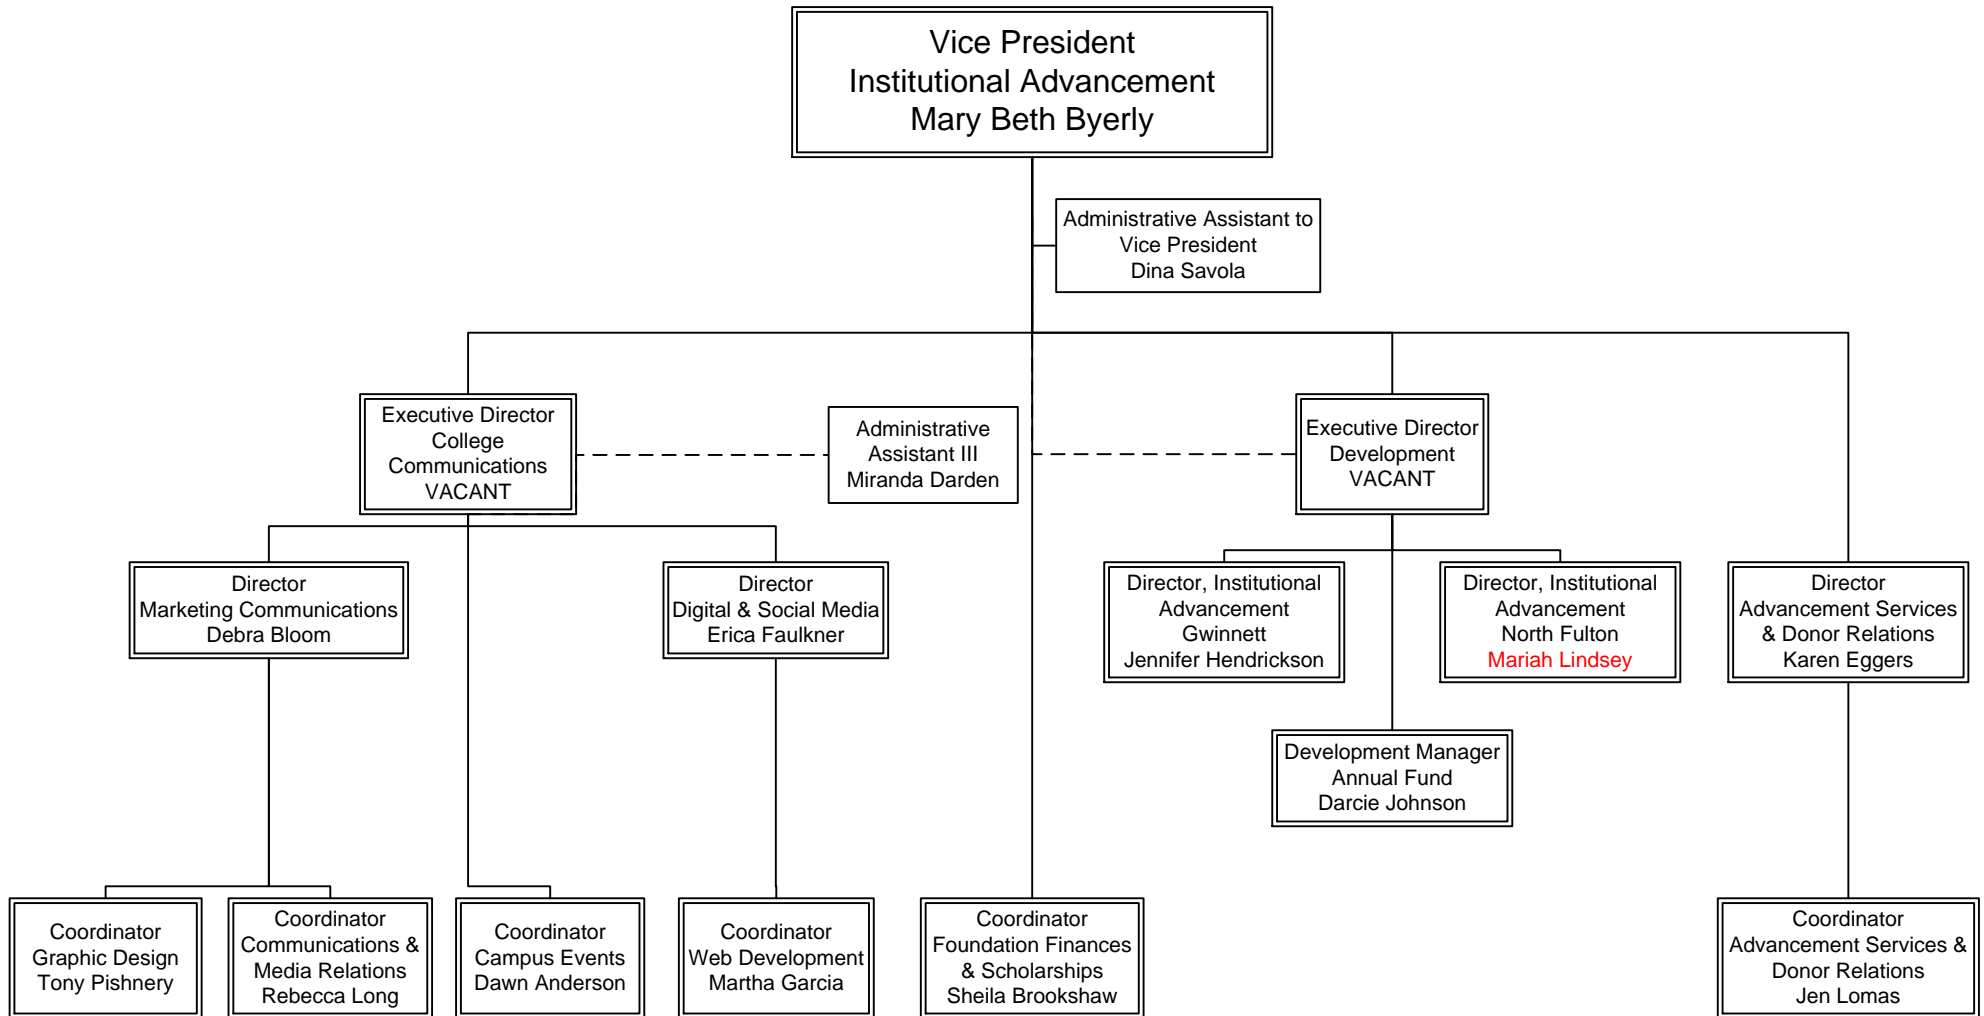 Vice President
Institutional Advancement
Mary Beth Byerly
Administrative Assistant to
Vice President
Dina Savola
Executive Director
College
Communications
VACANT
Administrative
Assistant III
Miranda Darden
Executive Director
Development
VACANT
Director
Marketing Communications
Debra Bloom
Director
Digital & Social Media
Erica Faulkner
Director, Institutional
Advancement
Gwinnett
Jennifer Hendrickson
Director, Institutional
Advancement
North Fulton
Mariah Lindsey
Director
Advancement Services
& Donor Relations
Karen Eggers
Development Manager
Annual Fund
Darcie Johnson
Coordinator
Graphic Design
Tony Pishnery
Coordinator
Communications &
Media Relations
Rebecca Long
Coordinator
Campus Events
Dawn Anderson
Coordinator
Web Development
Martha Garcia
Coordinator
Foundation Finances
& Scholarships
Sheila Brookshaw
Coordinator
Advancement Services &
Donor Relations
Jen Lomas